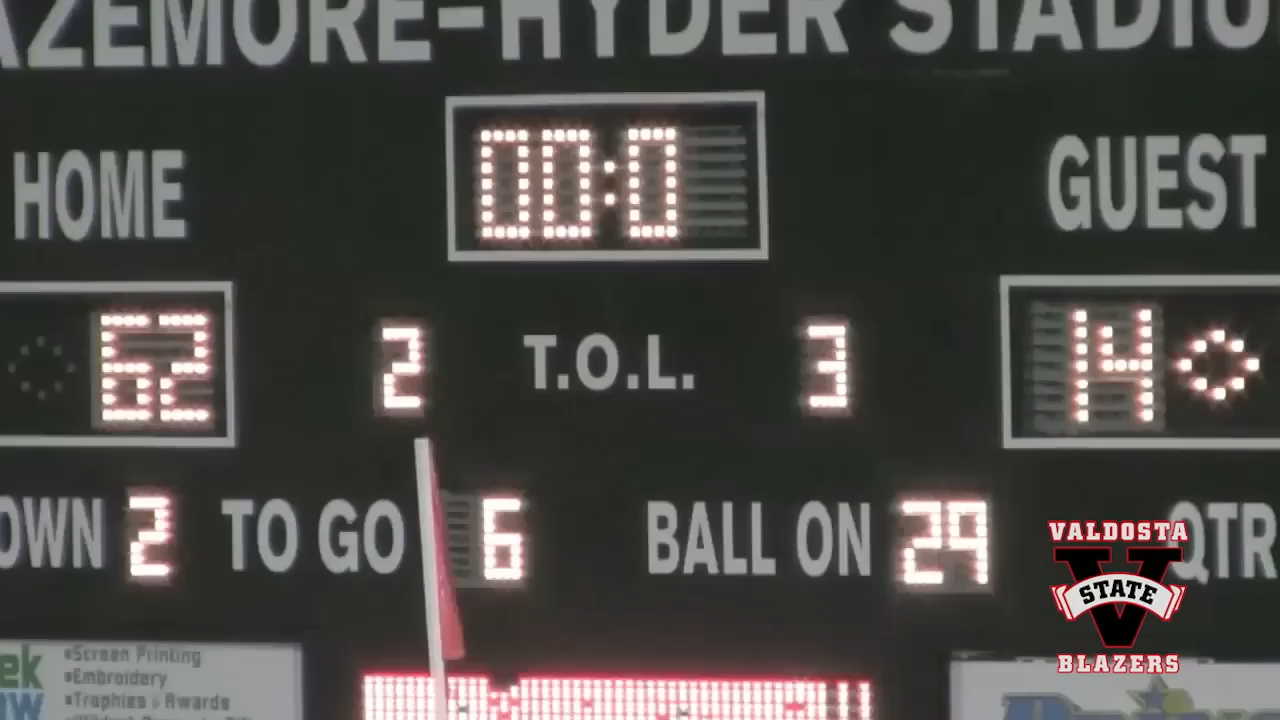 AZEMORE-HYDER STADIU
HOME
00:0
GUEST
62
2
T.O.L.
3
14
OWN 2 TO GO 6 BALL ON 29 QTR
VALDOSTA
STATE
BLAZERS
ek
•Screen Printing
•Embroidery
•Trophies & Awards